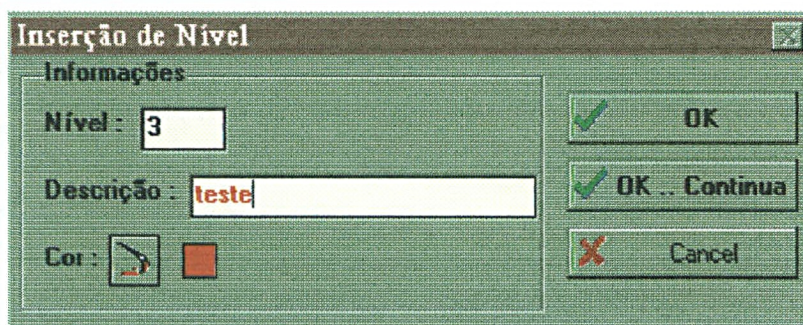 Inserção de Nível
Informações
Nível : 3
OK
Descrição : teste
OK .. Continua
Cor :
Cancel